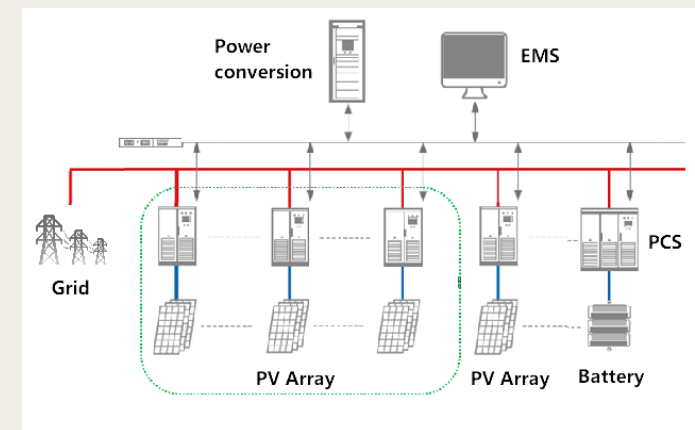 Power
conversion
EMS
PCS
Grid
PV Array
PV Array
Battery